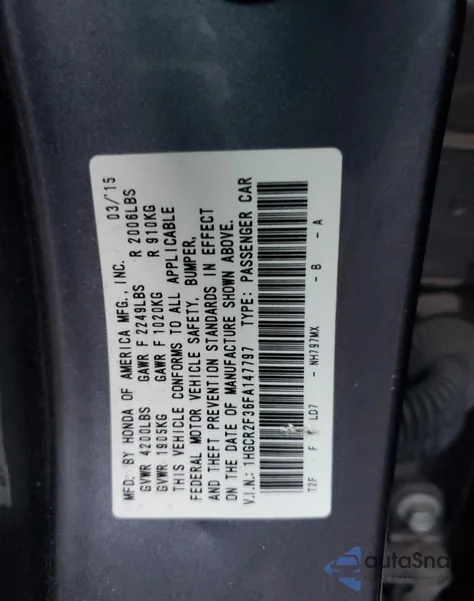 MFD. BY HONDA OF AMERICA MFG., INC. 03/'15
GVWR 4200LBS GAWR F 2249LBS R 2006LBS
GVWR 1905KG GAWR F 1020KG R 910KG
THIS VEHICLE CONFORMS TO ALL APPLICABLE
FEDERAL MOTOR VEHICLE SAFETY, BUMPER,
AND THEFT PREVENTION STANDARDS IN EFFECT
ON THE DATE OF MANUFACTURE SHOWN ABOVE.
V.I.N.: 1HGCR2F36FA147797 TYPE: PASSENGER CAR
T2F F LD7 - NH797MX - B - A
autoSna